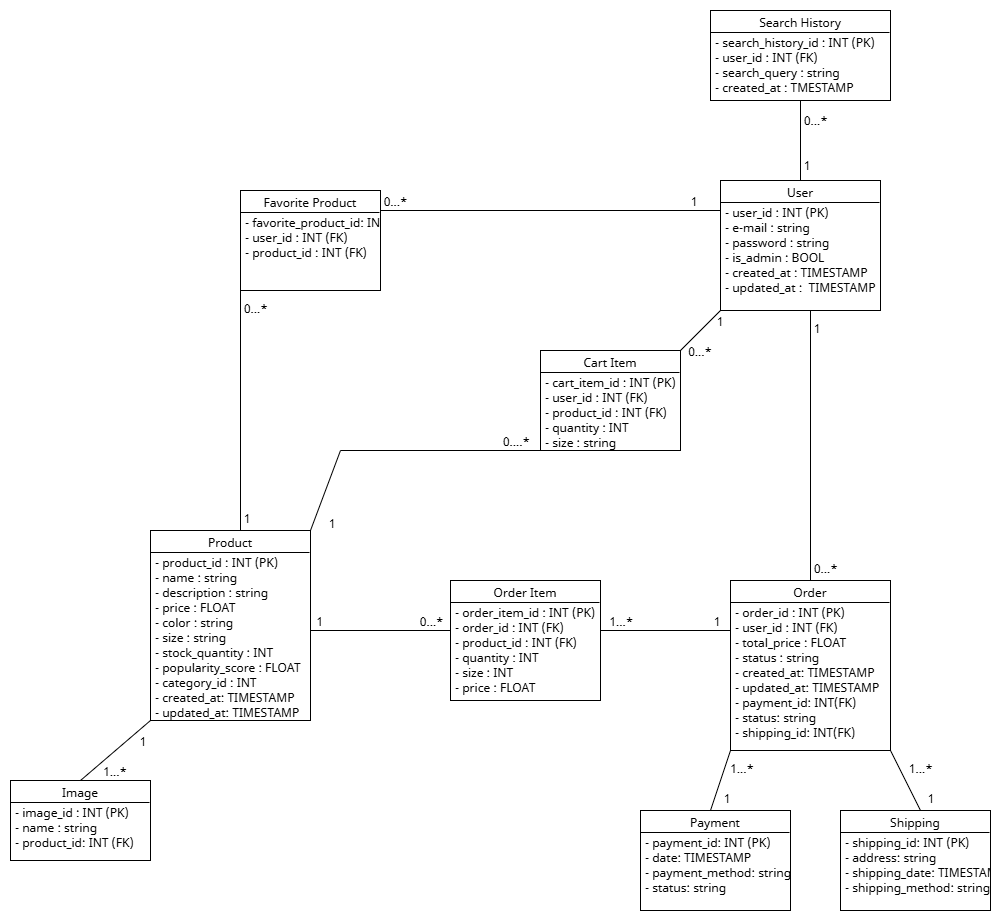 Search History
- search_history_id : INT (PK)
- user_id : INT (FK)
- search_query : string
- created_at : TMESTAMP
0...*
1
User
- user_id : INT (PK)
- e-mail : string
- password : string
- is_admin : BOOL
- created_at : TIMESTAMP
- updated_at :  TIMESTAMP
Favorite Product
- favorite_product_id: IN
- user_id : INT (FK)
- product_id : INT (FK)
0...*
1
0...*
1
1
0...*
Cart Item
- cart_item_id : INT (PK)
- user_id : INT (FK)
- product_id : INT (FK)
- quantity : INT
- size : string
0....*
1
1
0...*
Product
- product_id : INT (PK)
- name : string
- description : string
- price : FLOAT
- color : string
- size : string
- stock_quantity : INT
- popularity_score : FLOAT
- category_id : INT
- created_at: TIMESTAMP
- updated_at: TIMESTAMP
1
0...*
Order Item
- order_item_id : INT (PK)
- order_id : INT (FK)
- product_id : INT (FK)
- quantity : INT
- size : INT
- price : FLOAT
1...*
1
Order
- order_id : INT (PK)
- user_id : INT (FK)
- total_price : FLOAT
- status : string
- created_at: TIMESTAMP
- updated_at: TIMESTAMP
- payment_id: INT(FK)
- status: string
- shipping_id: INT(FK)
1
1...*
Image
- image_id : INT (PK)
- name : string
- product_id: INT (FK)
1...*
1
Payment
- payment_id: INT (PK)
- date: TIMESTAMP
- payment_method: string
- status: string
1...*
1
Shipping
- shipping_id: INT (PK)
- address: string
- shipping_date: TIMESTA
- shipping_method: string